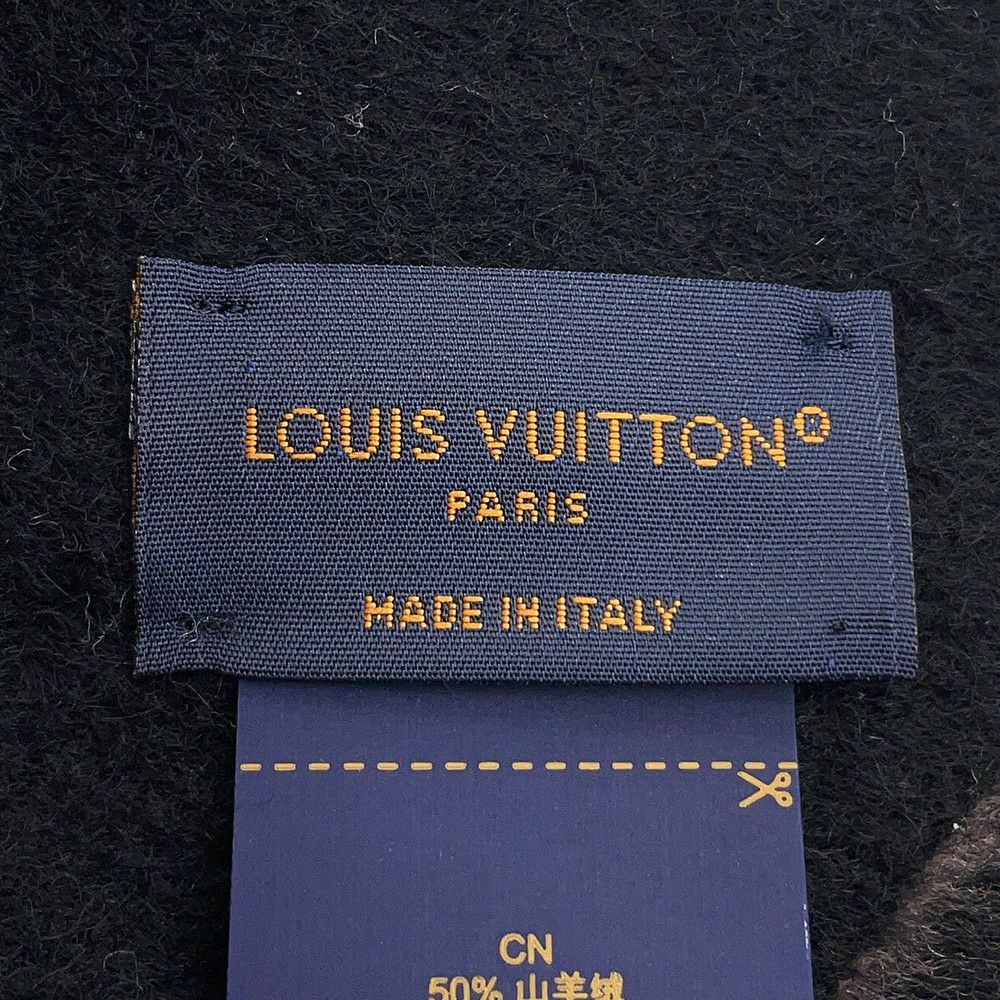 LOUIS VUITTON®
PARIS
MADE IN ITALY
CN
50% 山羊绒